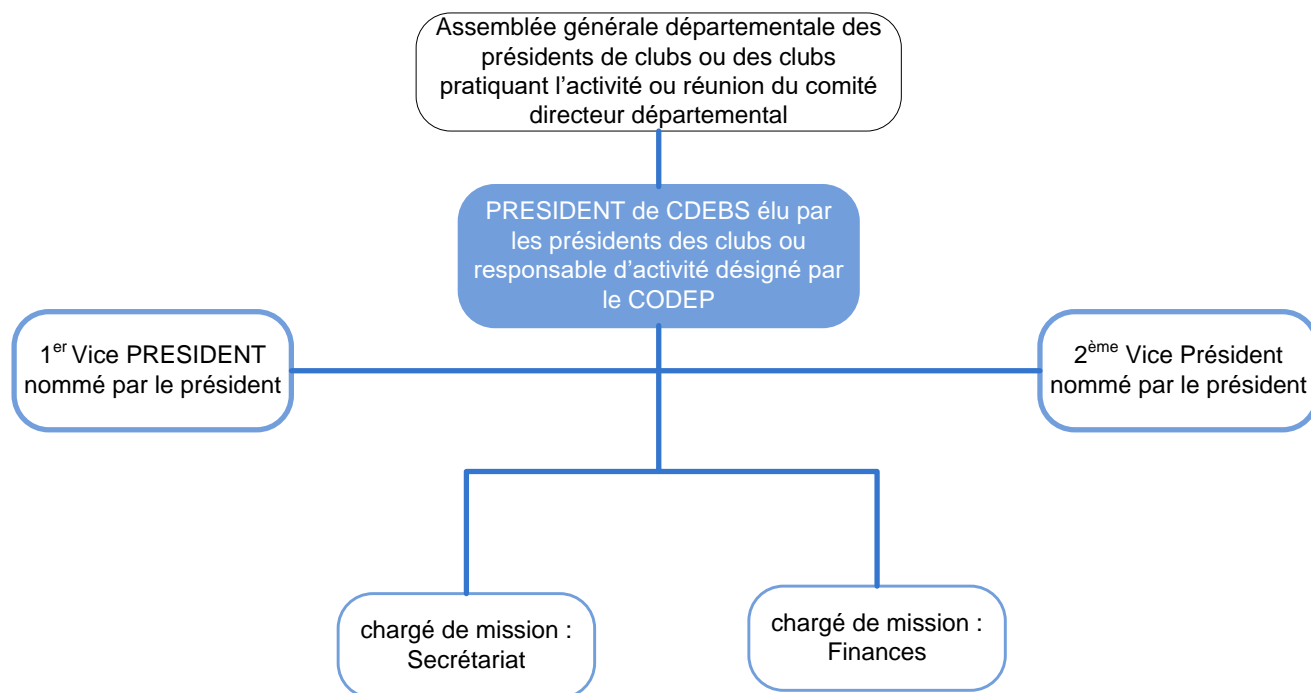 Assemblée générale départementale des
présidents de clubs ou des clubs
pratiquant l’activité ou réunion du comité
directeur départemental
PRESIDENT de CDEBS élu par
les présidents des clubs ou
responsable d’activité désigné par
le CODEP
1er Vice PRESIDENT
nommé par le président
2ème Vice Président
nommé par le président
chargé de mission :
Secrétariat
chargé de mission :
Finances